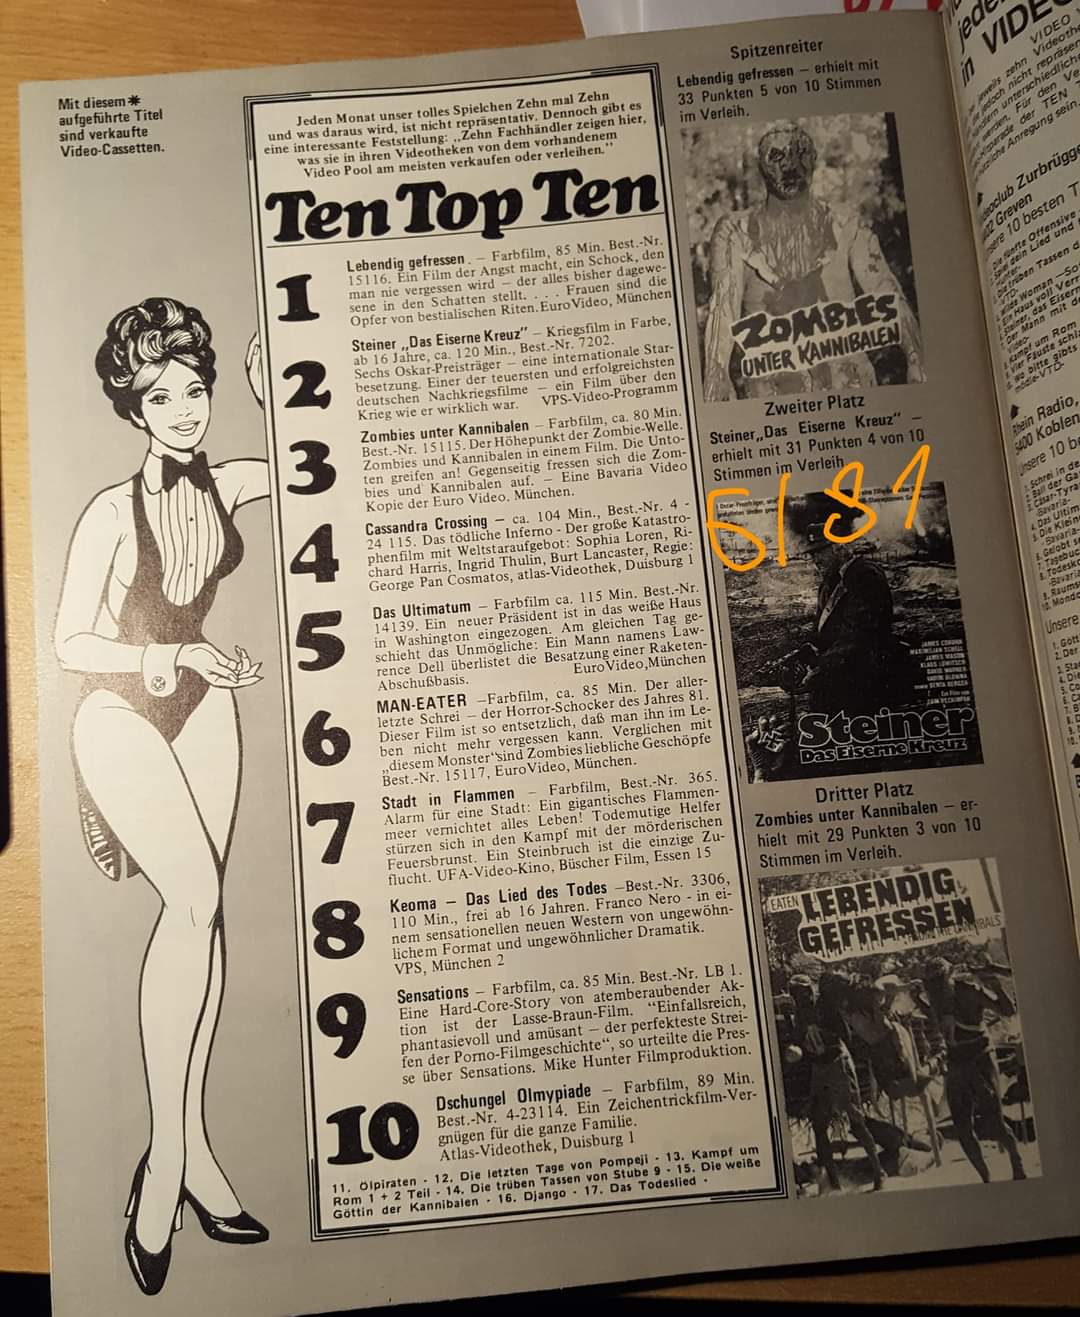 Mit diesem ✱
aufgeführte Titel
sind verkaufte
Video-Cassetten.
Jeden Monat unser tolles Spielchen Zehn mal Zehn
und was daraus wird, ist nicht repräsentativ. Dennoch gibt es
eine interessante Feststellung: „Zehn Fachhändler zeigen hier,
was sie in ihren Videotheken von dem vorhandenem
Video Pool am meisten verkaufen oder verleihen.”
Ten Top Ten
1
Lebendig gefressen . – Farbfilm, 85 Min. Best.-Nr.
15116. Ein Film der Angst macht, ein Schock, den
man nie vergessen wird – der alles bisher dagewe-
sene in den Schatten stellt. . . . Frauen sind die
Opfer von bestialischen Riten. Euro Video, München
2
Steiner „Das Eiserne Kreuz” – Kriegsfilm in Farbe,
ab 16 Jahre, ca. 120 Min., Best.-Nr. 7202.
Sechs Oskar-Preisträger – eine internationale Star-
besetzung. Einer der teuersten und erfolgreichsten
deutschen Nachkriegsfilme – ein Film über den
Krieg wie er wirklich war. VPS-Video-Programm
3
Zombies unter Kannibalen – Farbfilm, ca. 80 Min.
Best.-Nr. 15115. Der Höhepunkt der Zombie-Welle.
Zombies und Kannibalen in einem Film. Die Unto-
ten greifen an! Gegenseitig fressen sich die Zom-
bies und Kannibalen auf. – Eine Bavaria Video
Kopie der Euro Video. München.
4
Cassandra Crossing – ca. 104 Min., Best.-Nr. 4 -
24 115. Das tödliche Inferno - Der große Katastro-
phenfilm mit Weltstaraufgebot: Sophia Loren, Ri-
chard Harris, Ingrid Thulin, Burt Lancaster, Regie:
George Pan Cosmatos, atlas-Videothek, Duisburg 1
5
Das Ultimatum – Farbfilm ca. 115 Min. Best.-Nr.
14139. Ein neuer Präsident ist in das weiße Haus
in Washington eingezogen. Am gleichen Tag ge-
schieht das Unmögliche: Ein Mann namens Law-
rence Dell überlistet die Besatzung einer Raketen-
Abschußbasis. Euro Video, München
6
MAN-EATER –Farbfilm, ca. 85 Min. Der aller-
letzte Schrei – der Horror-Schocker des Jahres 81.
Dieser Film ist so entsetzlich, daß man ihn im Le-
ben nicht mehr vergessen kann. Verglichen mit
„diesem Monster“sind Zombies liebliche Geschöpfe
Best.-Nr. 15117, Euro Video, München.
7
Stadt in Flammen – Farbfilm, Best.-Nr. 365.
Alarm für eine Stadt: Ein gigantisches Flammen-
meer vernichtet alles Leben! Todemutige Helfer
stürzen sich in den Kampf mit der mörderischen
Feuersbrunst. Ein Steinbruch ist die einzige Zu-
flucht. UFA-Video-Kino, Büscher Film, Essen 15
8
Keoma – Das Lied des Todes –Best.-Nr. 3306,
110 Min., frei ab 16 Jahren. Franco Nero - in ei-
nem sensationellen neuen Western von ungewöhn-
lichem Format und ungewöhnlicher Dramatik.
VPS, München 2
9
Sensations – Farbfilm, ca. 85 Min. Best.-Nr. LB 1.
Eine Hard-Core-Story von atemberaubender Ak-
tion ist der Lasse-Braun-Film. “Einfallsreich,
phantasievoll und amüsant – der perfekteste Strei-
fen der Porno-Filmgeschichte“, so urteilte die Pres-
se über Sensations. Mike Hunter Filmproduktion.
10
Dschungel Olmypiade – Farbfilm, 89 Min.
Best.-Nr. 4-23114. Ein Zeichentrickfilm-Ver-
gnügen für die ganze Familie.
Atlas-Videothek, Duisburg 1
11. Ölpiraten · 12. Die letzten Tage von Pompeji · 13. Kampf um
Rom 1 + 2 Teil · 14. Die trüben Tassen von Stube 9 · 15. Die weiße
Göttin der Kannibalen · 16. Django · 17. Das Todeslied ·
Spitzenreiter
Lebendig gefressen – erhielt mit
33 Punkten 5 von 10 Stimmen
im Verleih.
ZOMBIES
UNTER KANNIBALEN
Zweiter Platz
Steiner„Das Eiserne Kreuz” –
erhielt mit 31 Punkten 4 von 10
Stimmen im Verleih
5/81
JAMES COBURN
MAXIMILIAN SCHELL
JAMES MASON
KLAUS LÖWITSCH
DAVID WARNER
SENTA BERGER
Ein Film von
SAM PECKINPAH
Steiner
Das Eiserne Kreuz
Dritter Platz
Zombies unter Kannibalen – er-
hielt mit 29 Punkten 3 von 10
Stimmen im Verleih.
EATEN
LEBENDIG
GEFRESSEN
VIDEO
in